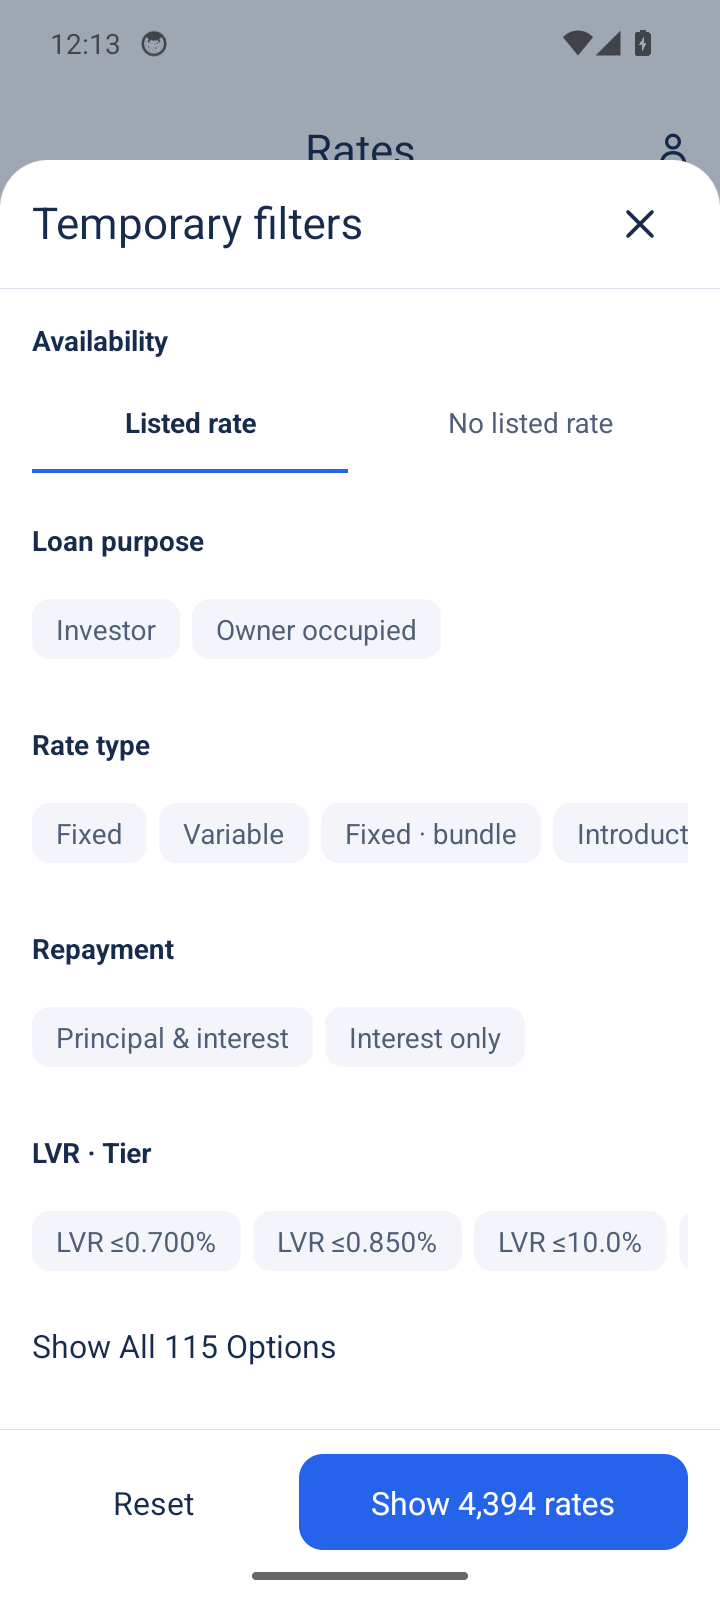 12:13
Rates
Temporary filters
Availability
Listed rate
No listed rate
Loan purpose
Investor
Owner occupied
Rate type
Fixed
Variable
Fixed · bundle
Introduct
Repayment
Principal & interest
Interest only
LVR · Tier
LVR ≤0.700%
LVR ≤0.850%
LVR ≤10.0%
Show All 115 Options
Reset
Show 4,394 rates